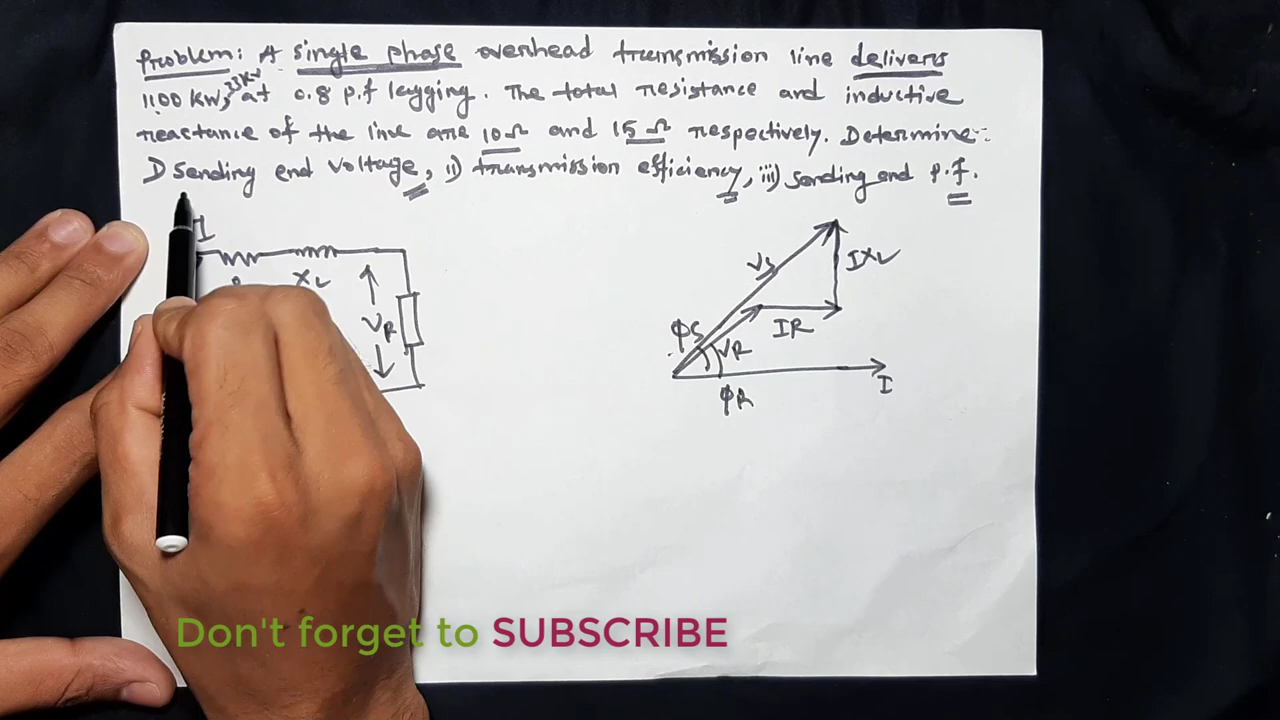 Problem: A single phase overhead transmission line delivers
33kv
1100 kw, at 0.8 p.f lagging. The total resistance and inductive
reactance of the line are 10Ω and 15Ω respectively. Determine:-
i) Sending end voltage, ii) transmission efficiency, iii) sending end p.f.
I
XL
VR
Vs
IXL
φs
VR
IR
I
φR
Don't forget to SUBSCRIBE